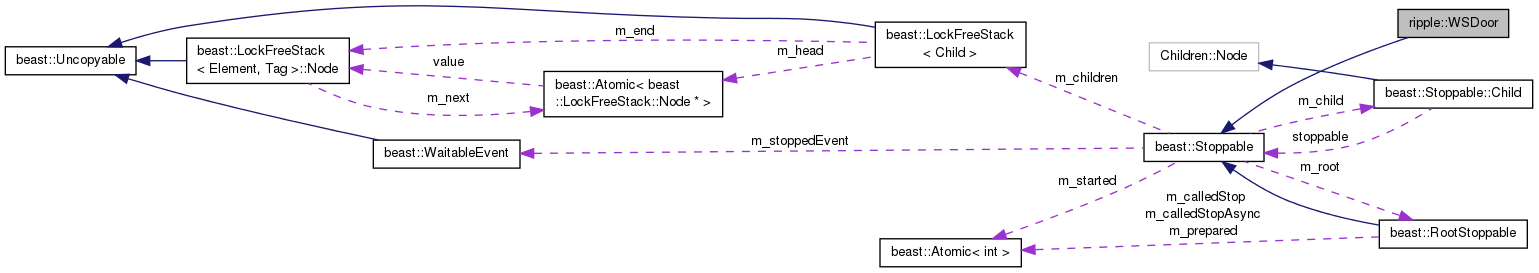 ripple::WSDoor
beast::LockFreeStack
< Child >
m_end
beast::LockFreeStack
< Element, Tag >::Node
beast::Uncopyable
m_head
Children::Node
value
m_children
beast::Atomic< beast
::LockFreeStack::Node * >
m_next
m_child
beast::Stoppable::Child
stoppable
m_stoppedEvent
beast::Stoppable
beast::WaitableEvent
m_root
m_started
m_calledStop
m_calledStopAsync
m_prepared
beast::RootStoppable
beast::Atomic< int >